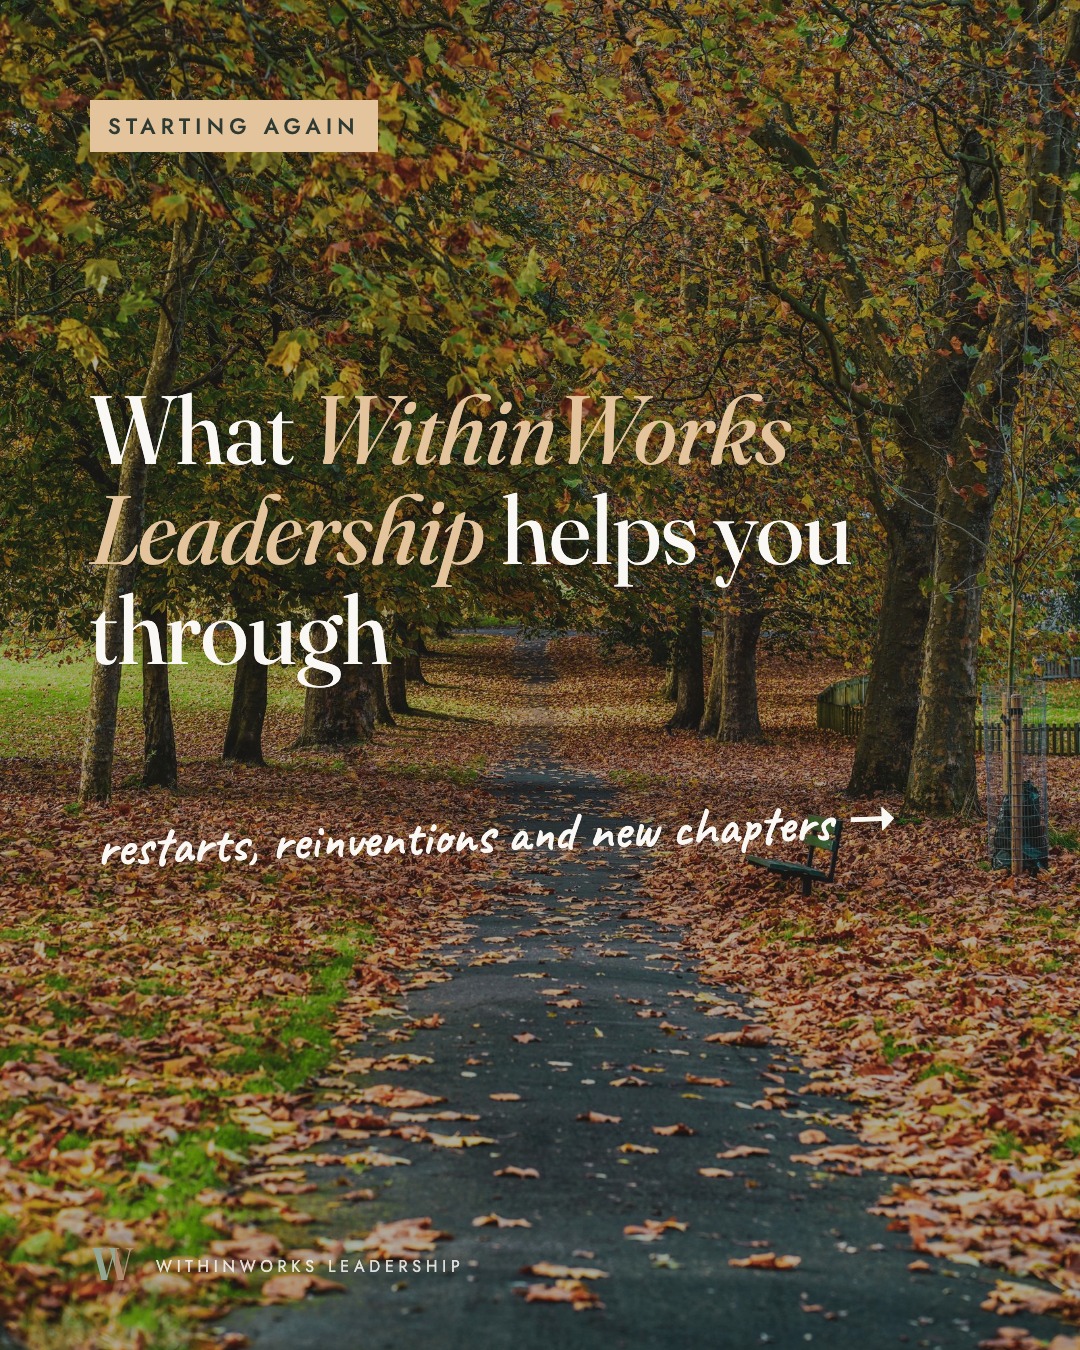 STARTING AGAIN
What WithinWorks
Leadership helps you
through
restarts, reinventions and new chapters →
W WITHINWORKS LEADERSHIP